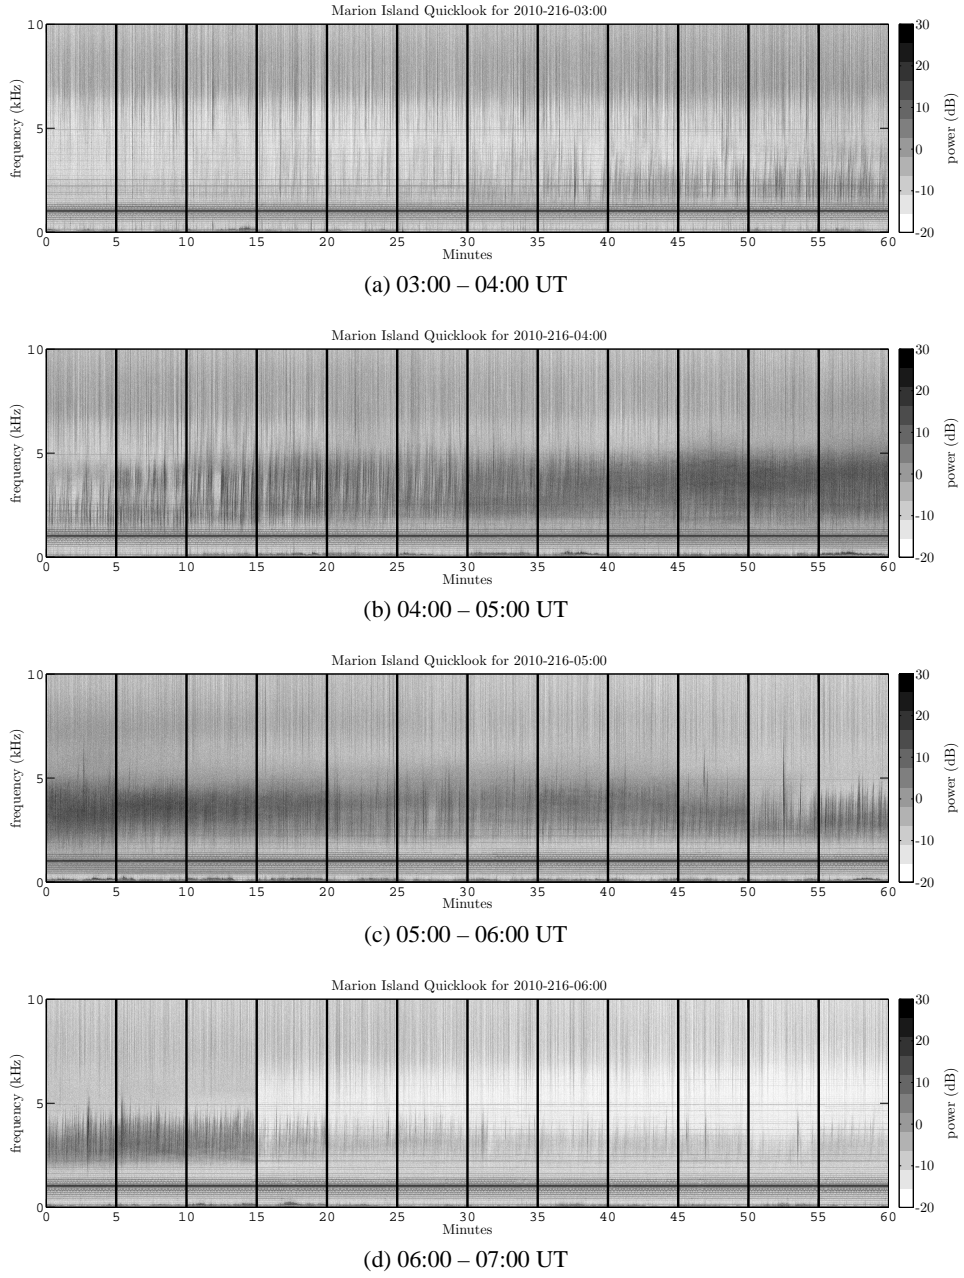 Marion Island Quicklook for 2010-216-03:00
10
5
0
frequency (kHz)
0 5 10 15 20 25 30 35 40 45 50 55 60
Minutes
30
20
10
0
-10
-20
power (dB)
(a) 03:00 – 04:00 UT
Marion Island Quicklook for 2010-216-04:00
10
5
0
frequency (kHz)
0 5 10 15 20 25 30 35 40 45 50 55 60
Minutes
30
20
10
0
-10
-20
power (dB)
(b) 04:00 – 05:00 UT
Marion Island Quicklook for 2010-216-05:00
10
5
0
frequency (kHz)
0 5 10 15 20 25 30 35 40 45 50 55 60
Minutes
30
20
10
0
-10
-20
power (dB)
(c) 05:00 – 06:00 UT
Marion Island Quicklook for 2010-216-06:00
10
5
0
frequency (kHz)
0 5 10 15 20 25 30 35 40 45 50 55 60
Minutes
30
20
10
0
-10
-20
power (dB)
(d) 06:00 – 07:00 UT